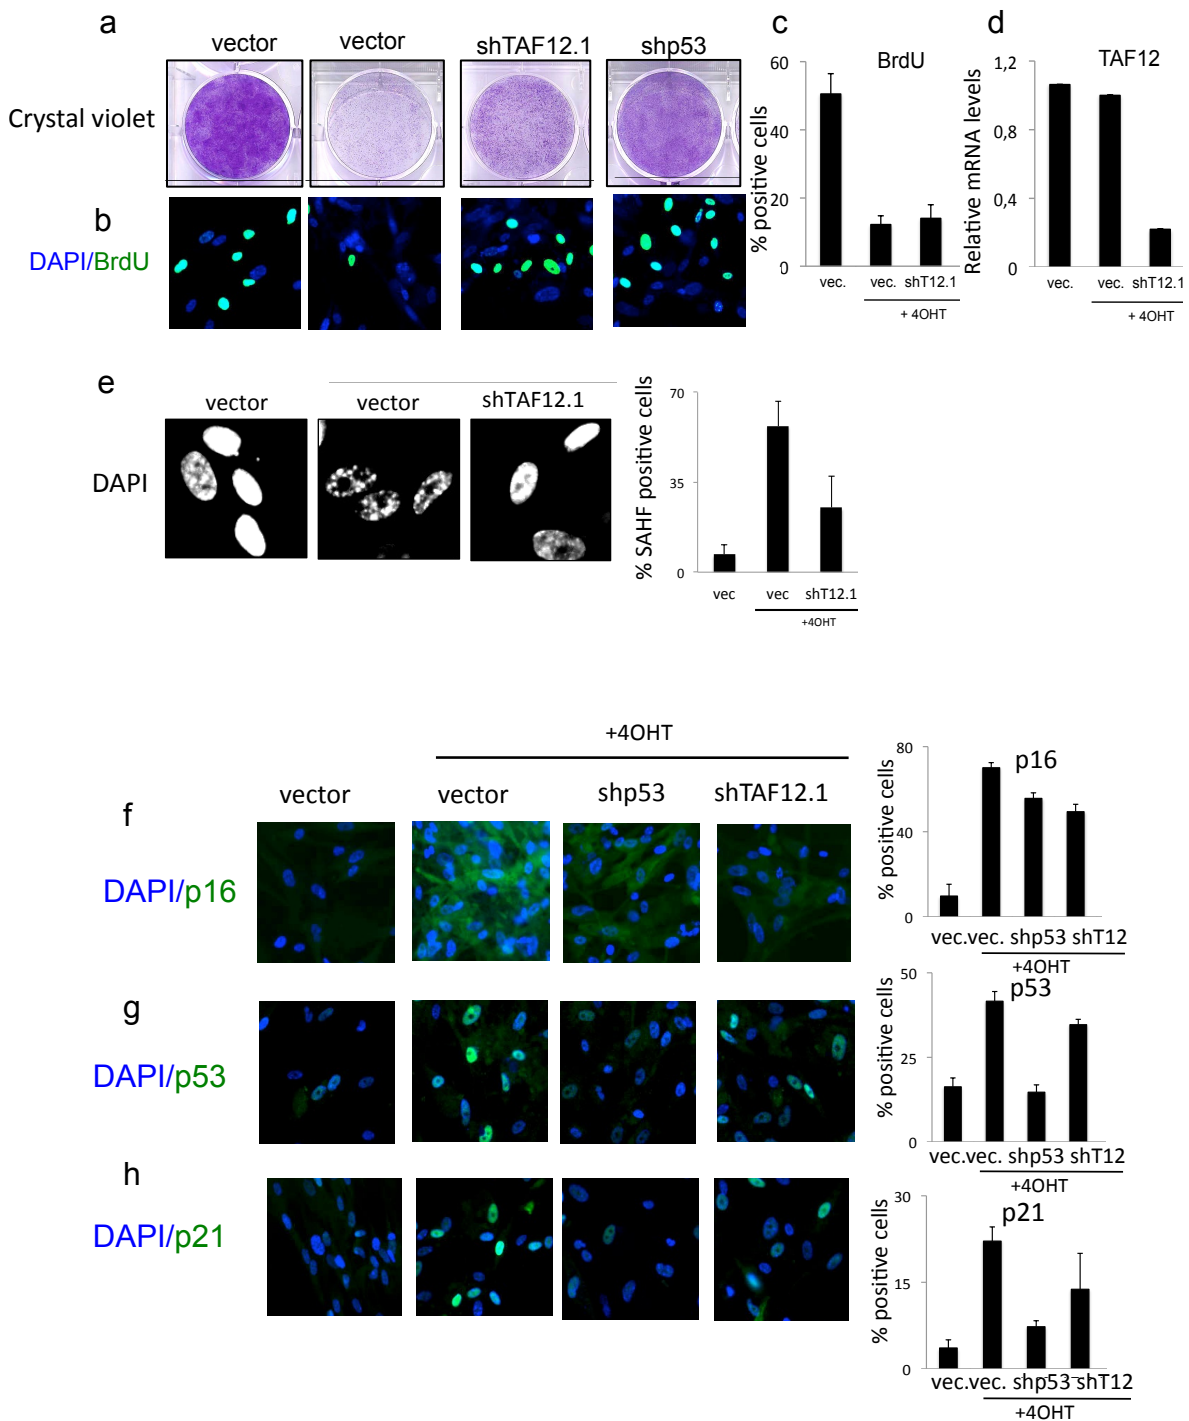 a
vector
vector
shTAF12.1
shp53
Crystal violet
b
DAPI/BrdU
c
BrdU
% positive cells
60
40
20
0
vec.
vec. shT12.1
+ 4OHT
d
TAF12
Relative mRNA levels
1,2
0,8
0,4
0
vec.
vec. shT12.1
+ 4OHT
e
vector
vector
shTAF12.1
DAPI
% SAHF positive cells
70
35
0
vec
vec
shT12.1
+4OHT
+4OHT
vector
vector
shp53
shTAF12.1
f
DAPI/p16
p16
% positive cells
80
40
0
vec.vec. shp53 shT12
+4OHT
g
DAPI/p53
p53
% positive cells
50
25
0
vec.vec. shp53 shT12
+4OHT
h
DAPI/p21
p21
% positive cells
30
15
0
vec.vec. shp53 shT12
+4OHT